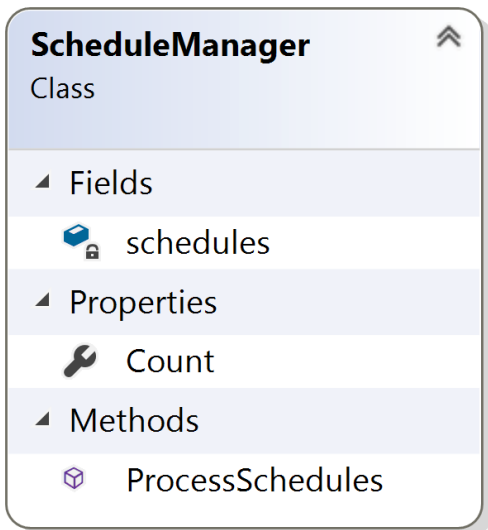 ScheduleManager
Class
Fields
schedules
Properties
Count
Methods
ProcessSchedules